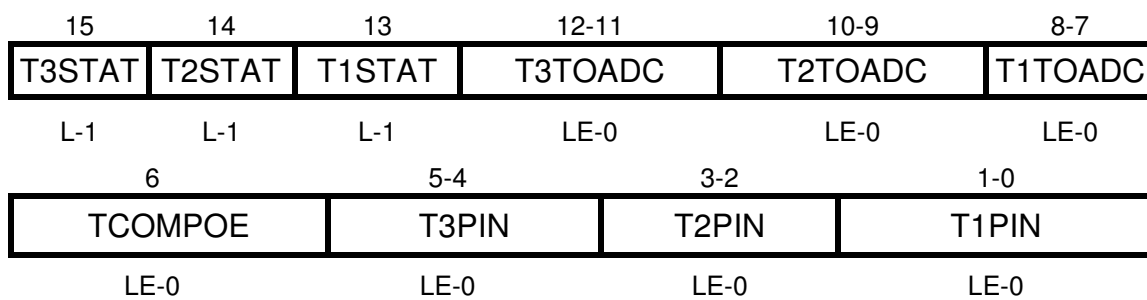 15 14 13 12-11 10-9 8-7
T3STAT T2STAT T1STAT T3TOADC T2TOADC T1TOADC
L-1 L-1 L-1 LE-0 LE-0 LE-0
6 5-4 3-2 1-0
TCOMPOE T3PIN T2PIN T1PIN
LE-0 LE-0 LE-0 LE-0